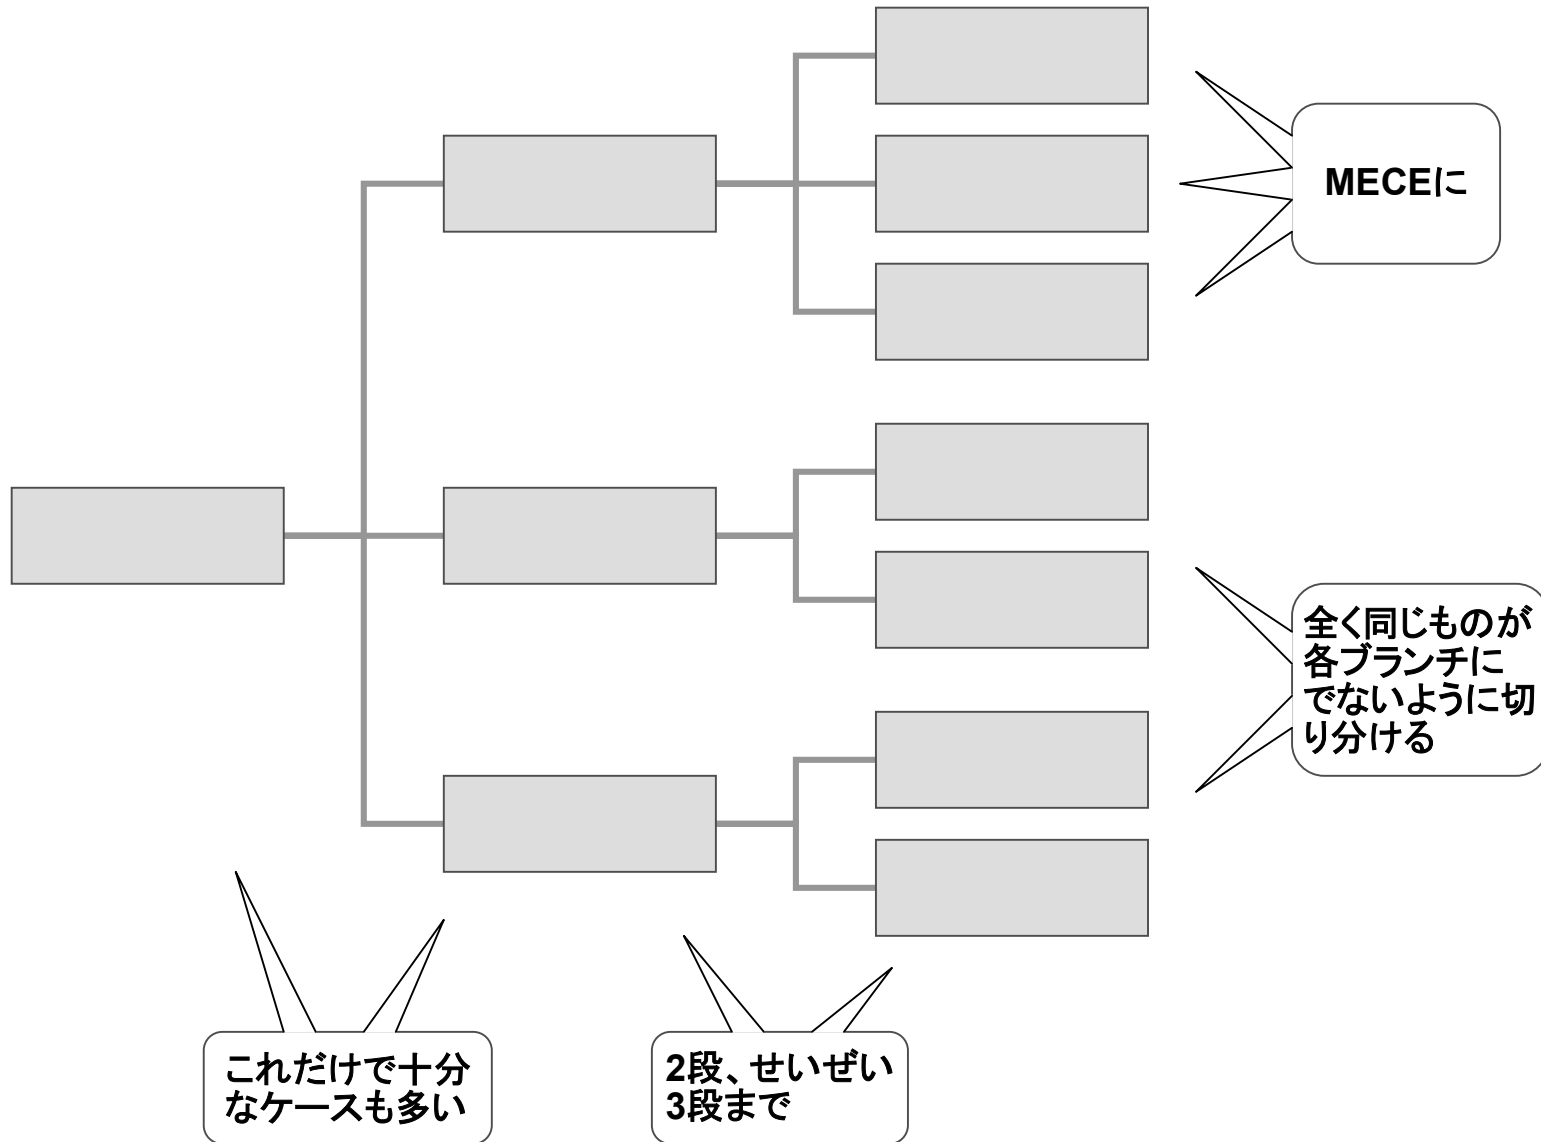 MECEに
全く同じものが
各ブランチに
でないように切
り分ける
これだけで十分
なケースも多い
2段、せいぜい
3段まで